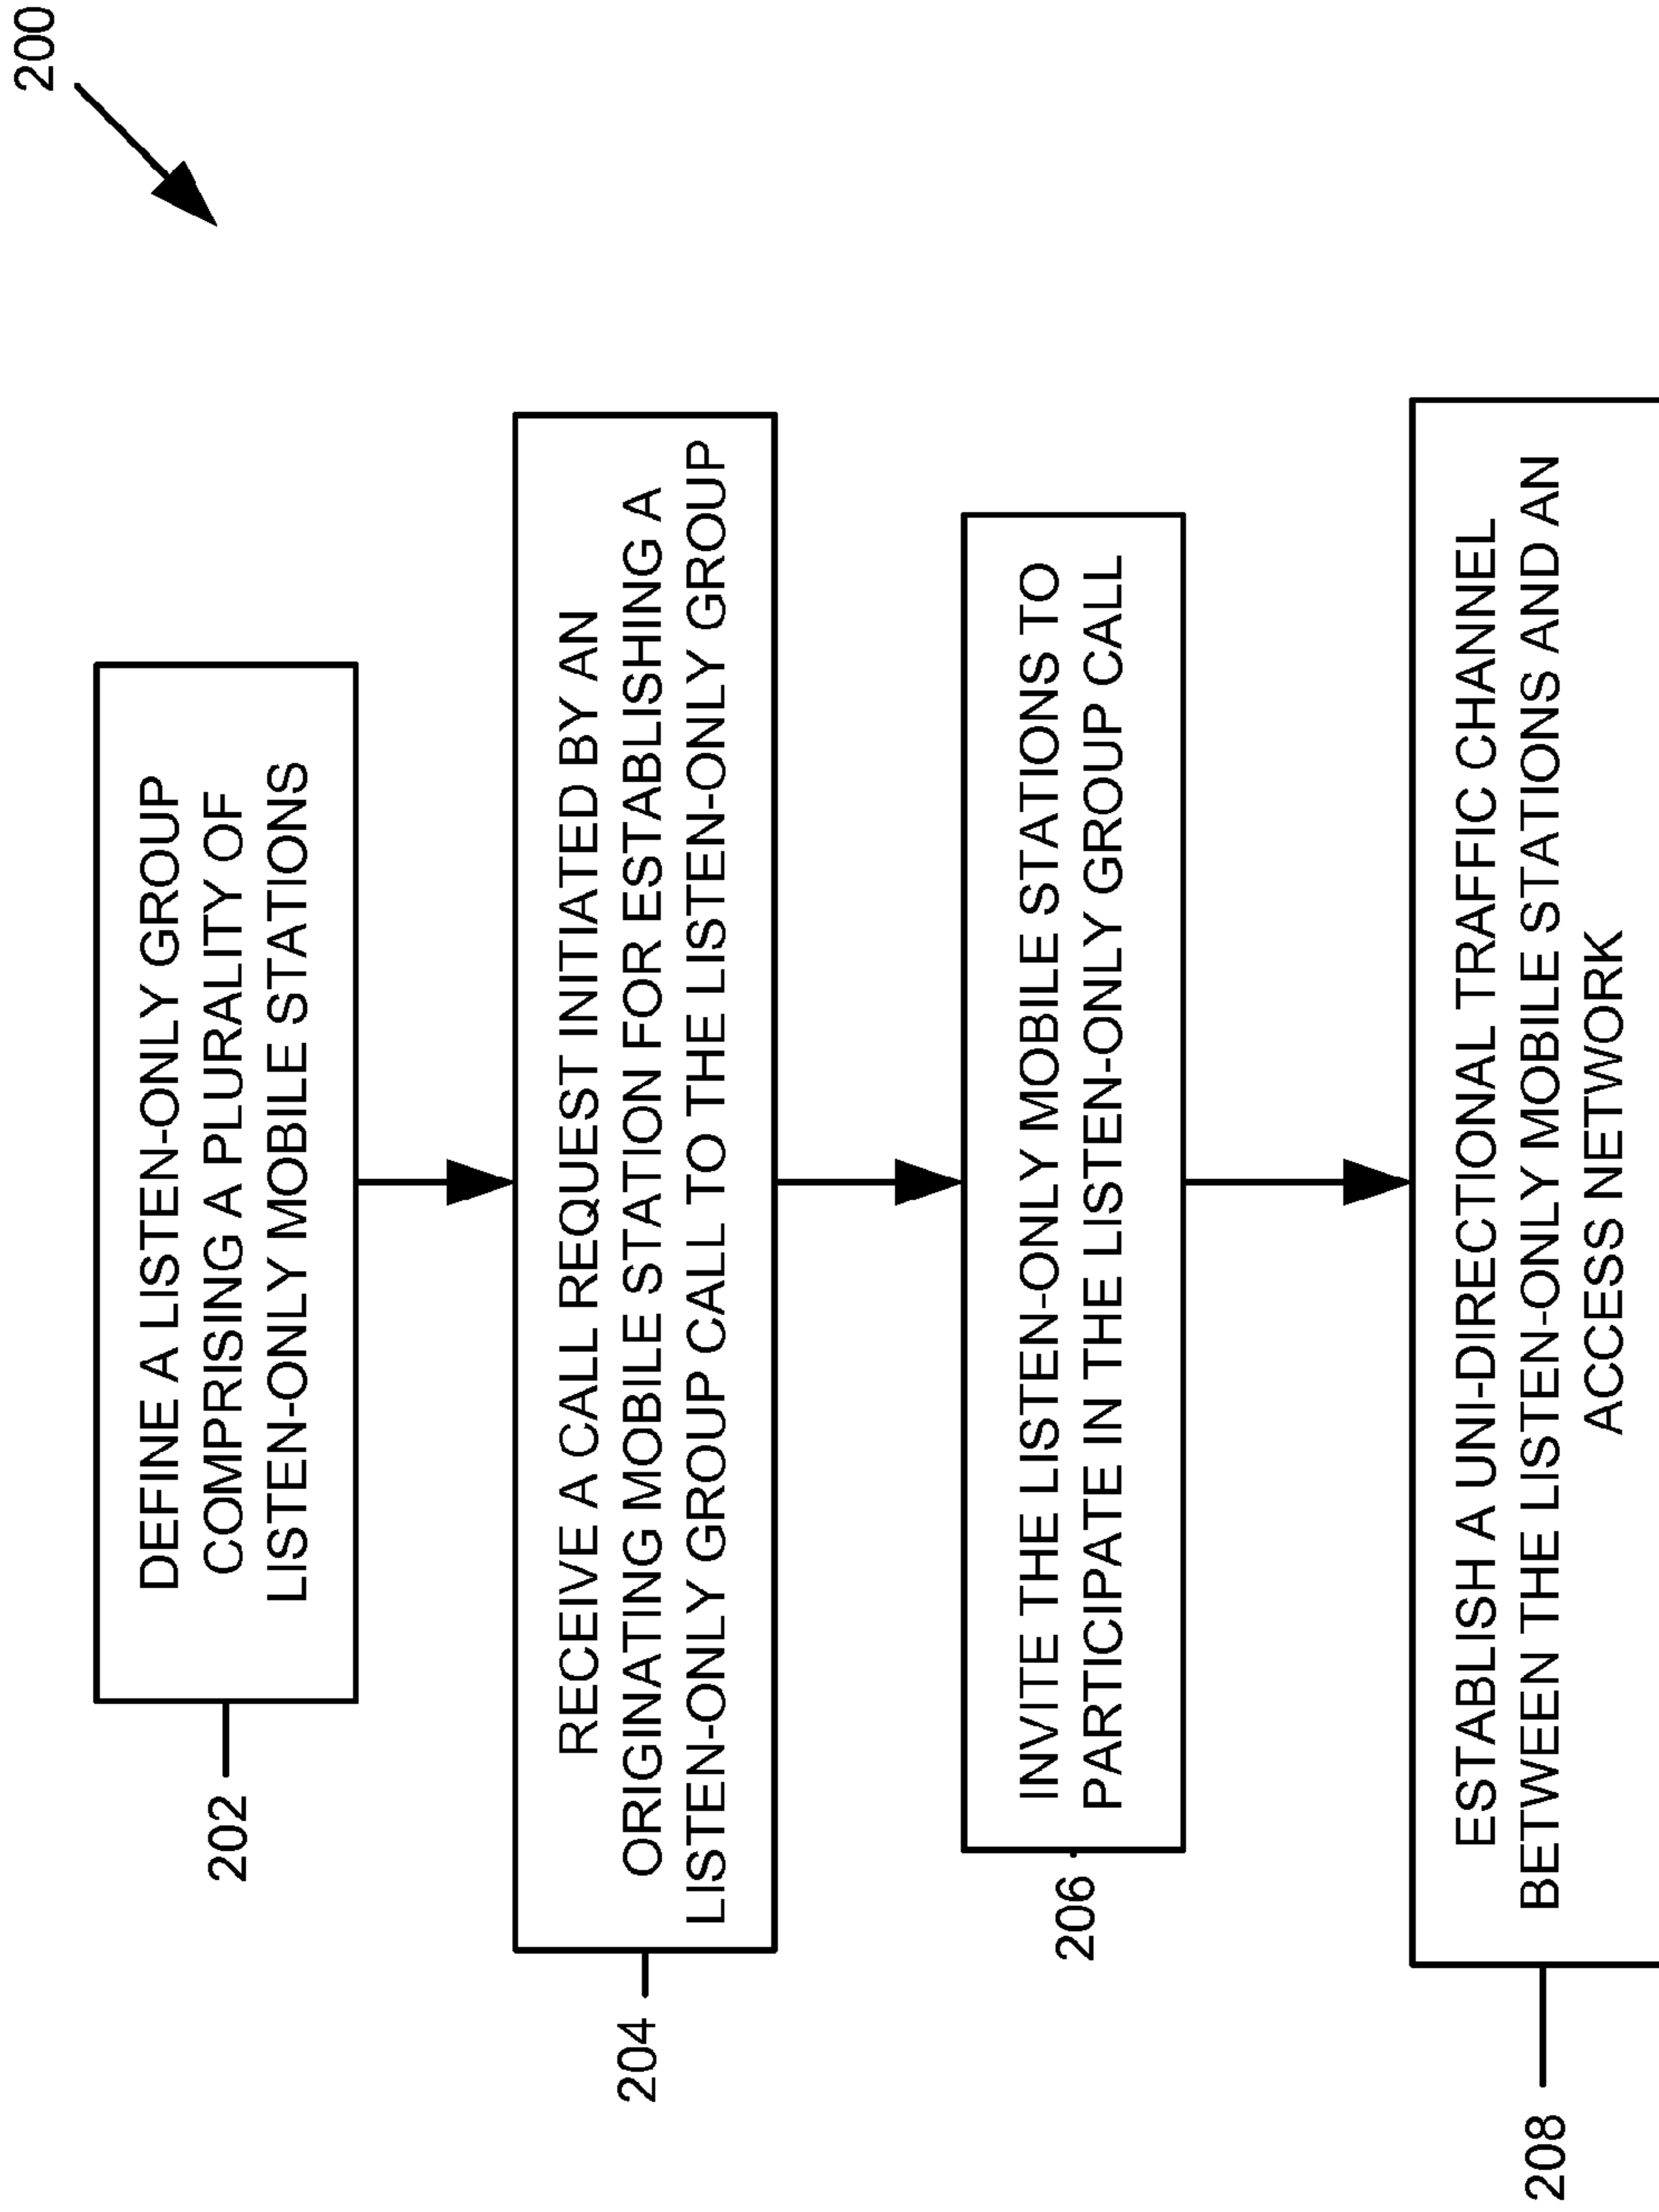 200
202
DEFINE A LISTEN-ONLY GROUP
COMPRISING A PLURALITY OF
LISTEN-ONLY MOBILE STATIONS
204
RECEIVE A CALL REQUEST INITIATED BY AN
ORIGINATING MOBILE STATION FOR ESTABLISHING A
LISTEN-ONLY GROUP CALL TO THE LISTEN-ONLY GROUP
206
INVITE THE LISTEN-ONLY MOBILE STATIONS TO
PARTICIPATE IN THE LISTEN-ONLY GROUP CALL
208
ESTABLISH A UNI-DIRECTIONAL TRAFFIC CHANNEL
BETWEEN THE LISTEN-ONLY MOBILE STATIONS AND AN
ACCESS NETWORK